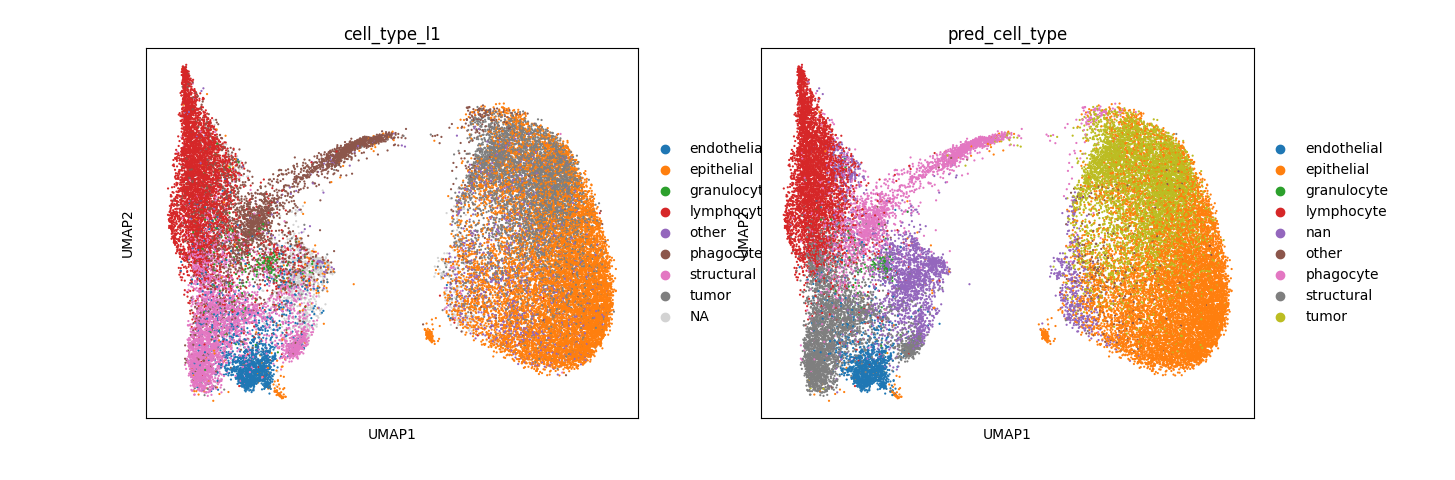 cell_type_l1
UMAP2
UMAP1
endothelia
epithelial
granulocyt
lymphocyt
other
phagocyte
structural
tumor
NA
pred_cell_type
UMAP2
UMAP1
endothelial
epithelial
granulocyte
lymphocyte
nan
other
phagocyte
structural
tumor